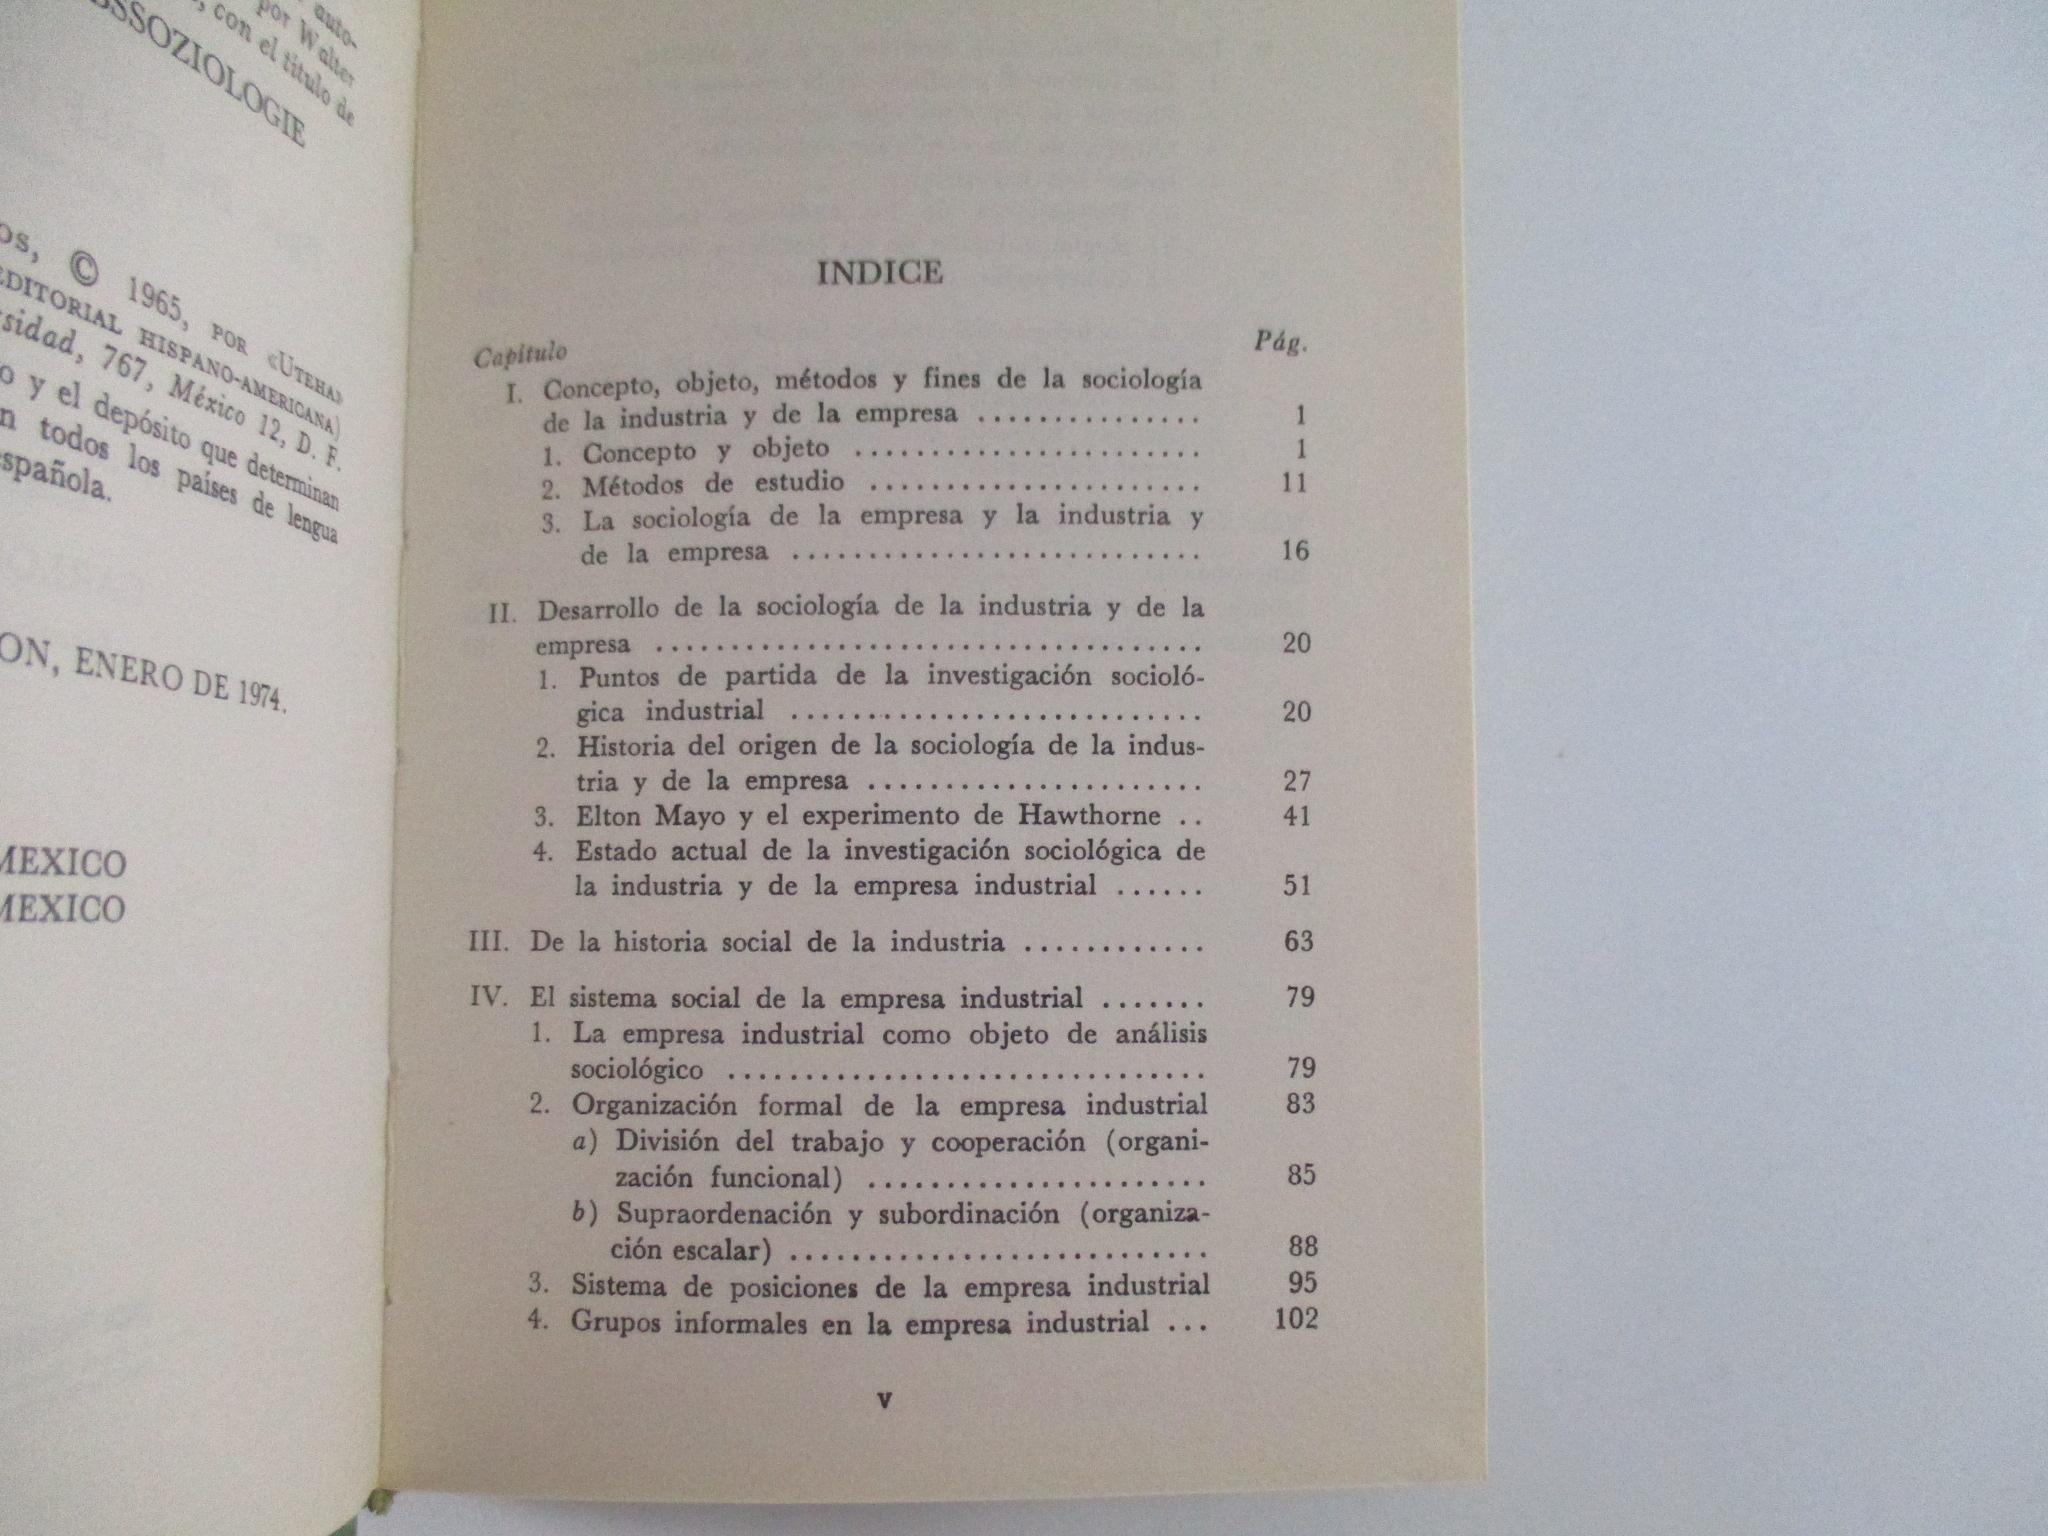 auto-
por Walter
, con el título de
BSSOZIOLOGIE
os, © 1965, POR «UTEHA»
EDITORIAL HISPANO-AMERICANA)
sidad, 767, México 12, D. F.
o y el depósito que determinan
n todos los países de lengua
española.
ON, ENERO DE 1974.
MEXICO
MEXICO
INDICE
Capítulo Pág.
I. Concepto, objeto, métodos y fines de la sociología
de la industria y de la empresa ............... 1
1. Concepto y objeto ....................... 1
2. Métodos de estudio ...................... 11
3. La sociología de la empresa y la industria y
de la empresa ........................... 16
II. Desarrollo de la sociología de la industria y de la
empresa .................................... 20
1. Puntos de partida de la investigación socioló-
gica industrial ........................... 20
2. Historia del origen de la sociología de la indus-
tria y de la empresa ...................... 27
3. Elton Mayo y el experimento de Hawthorne .. 41
4. Estado actual de la investigación sociológica de
la industria y de la empresa industrial ...... 51
III. De la historia social de la industria ............ 63
IV. El sistema social de la empresa industrial ....... 79
1. La empresa industrial como objeto de análisis
sociológico ............................... 79
2. Organización formal de la empresa industrial 83
a) División del trabajo y cooperación (organi-
zación funcional) ...................... 85
b) Supraordenación y subordinación (organiza-
ción escalar) ........................... 88
3. Sistema de posiciones de la empresa industrial 95
4. Grupos informales en la empresa industrial ... 102
v